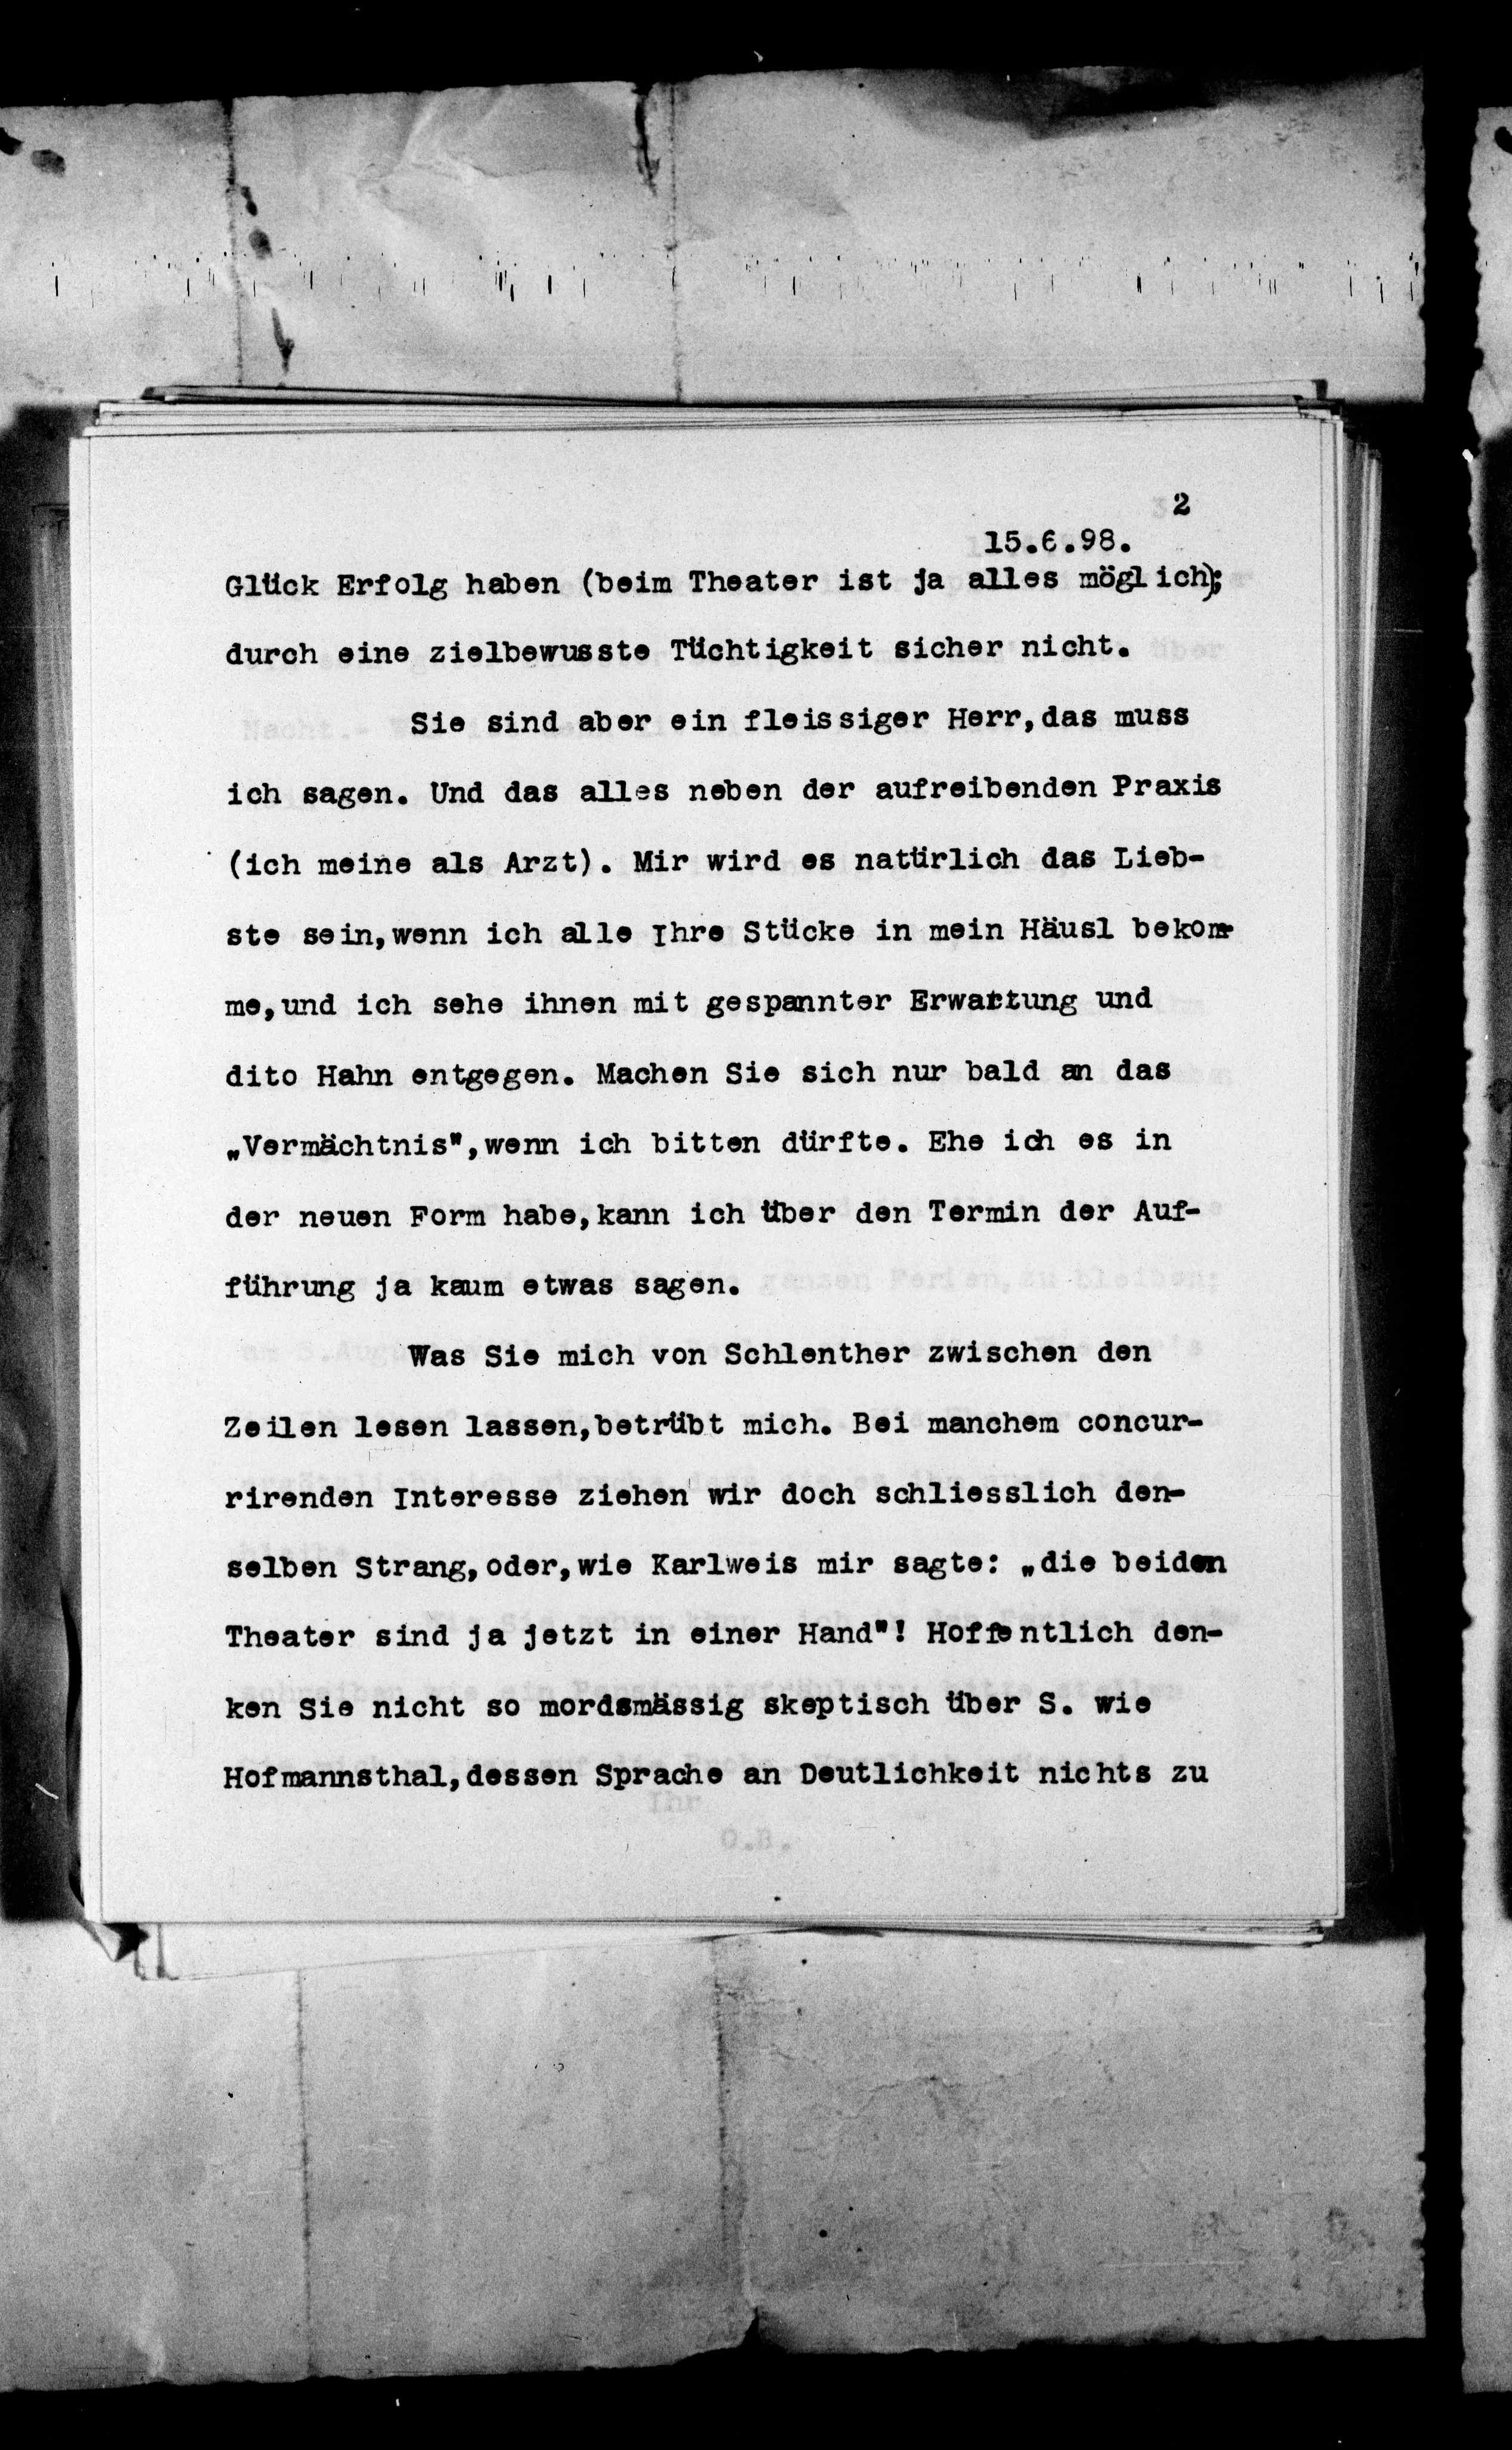 2
15.6.98.
Glück Erfolg haben (beim Theater ist ja alles möglich);
durch eine zielbewusste Tüchtigkeit sicher nicht.
Sie sind aber ein fleissiger Herr,das muss
ich sagen. Und das alles neben der aufreibenden Praxis
(ich meine als Arzt). Mir wird es natürlich das Lieb-
ste sein,wenn ich alle Ihre Stücke in mein Häusl bekom-
me,und ich sehe ihnen mit gespannter Erwartung und
dito Hahn entgegen. Machen Sie sich nur bald an das
„Vermächtnis",wenn ich bitten dürfte. Ehe ich es in
der neuen Form habe,kann ich über den Termin der Auf-
führung ja kaum etwas sagen.
Was Sie mich von Schlenther zwischen den
Zeilen lesen lassen,betrübt mich. Bei manchem concur-
rirenden Interesse ziehen wir doch schliesslich den-
selben Strang,oder,wie Karlweis mir sagte: „die beiden
Theater sind ja jetzt in einer Hand"! Hoffentlich den-
ken Sie nicht so mordsmässig skeptisch über S. wie
Hofmannsthal,dessen Sprache an Deutlichkeit nichts zu